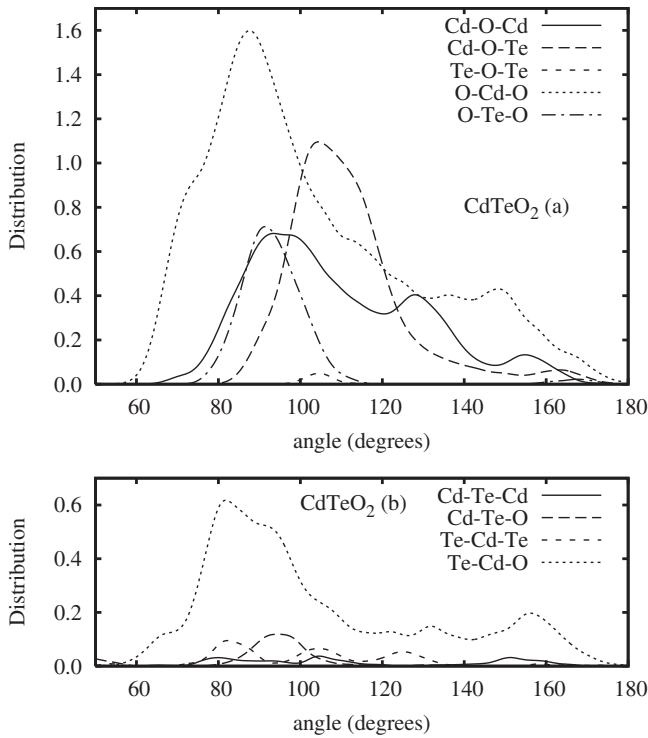 1.6
1.4
1.2
1.0
0.8
0.6
0.4
0.2
0.0
Distribution
Cd-O-Cd
Cd-O-Te
Te-O-Te
O-Cd-O
O-Te-O
CdTeO₂ (a)
60 80 100 120 140 160 180
angle (degrees)
0.6
0.4
0.2
0.0
Distribution
CdTeO₂ (b)
Cd-Te-Cd
Cd-Te-O
Te-Cd-Te
Te-Cd-O
60 80 100 120 140 160 180
angle (degrees)